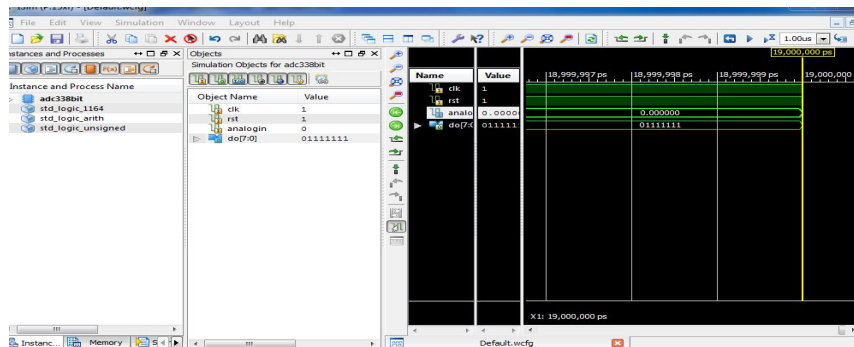 ISim (P.15xf) - [Default.wcfg]
File Edit View Simulation Window Layout Help
1.00us
Instances and Processes
Instance and Process Name
adc338bit
std_logic_1164
std_logic_arith
std_logic_unsigned
Instanc... Memory S
Objects
Simulation Objects for adc338bit
Object Name Value
clk 1
rst 1
analogin 0
do[7:0] 01111111
19,000,000 ps
Name Value
18,999,997 ps 18,999,998 ps 18,999,999 ps 19,000,000
clk 1
rst 1
analo 0.0000 0.000000
do[7:0 011111 01111111
X1: 19,000,000 ps
Default.wcfg